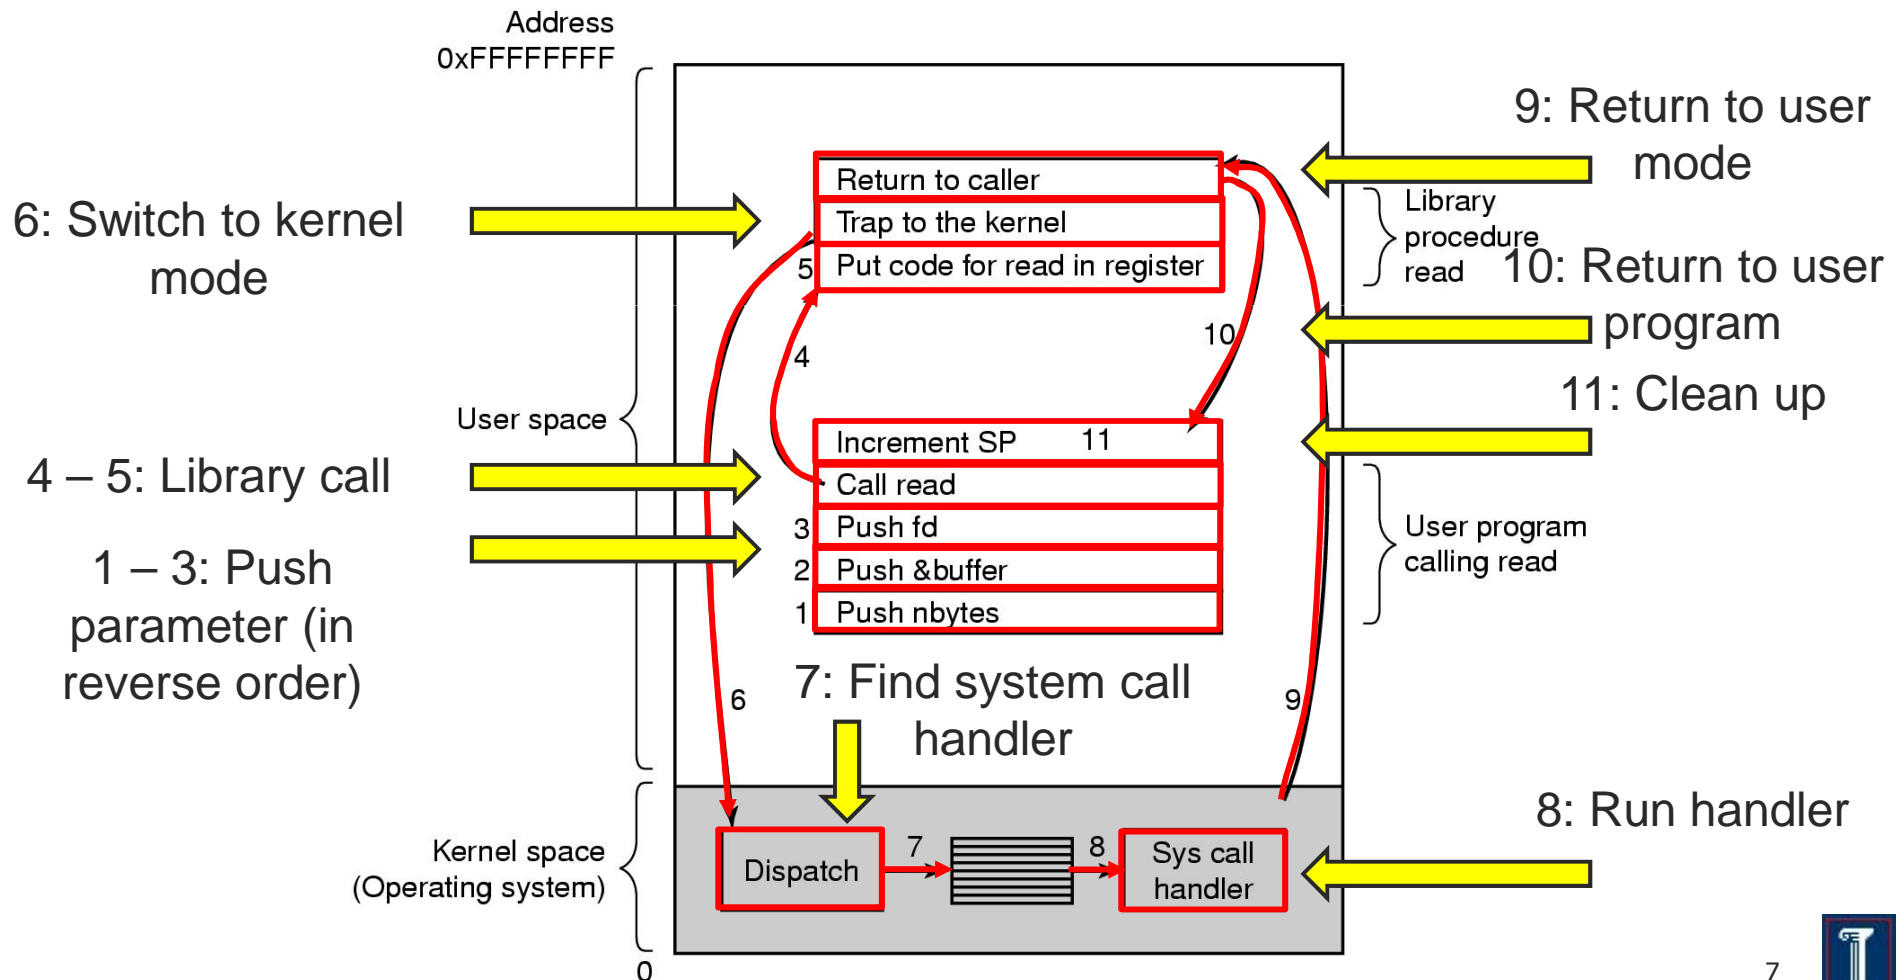 Address
0xFFFFFFFF
9: Return to user
mode
Return to caller
Trap to the kernel
5 Put code for read in register
Library
procedure
read
6: Switch to kernel
mode
10: Return to user
program
10
4
11: Clean up
User space
Increment SP 11
Call read
3 Push fd
2 Push &buffer
1 Push nbytes
4 – 5: Library call
User program
calling read
1 – 3: Push
parameter (in
reverse order)
7: Find system call
handler
6
9
8: Run handler
Kernel space
(Operating system)
Dispatch
7
8
Sys call
handler
0
7